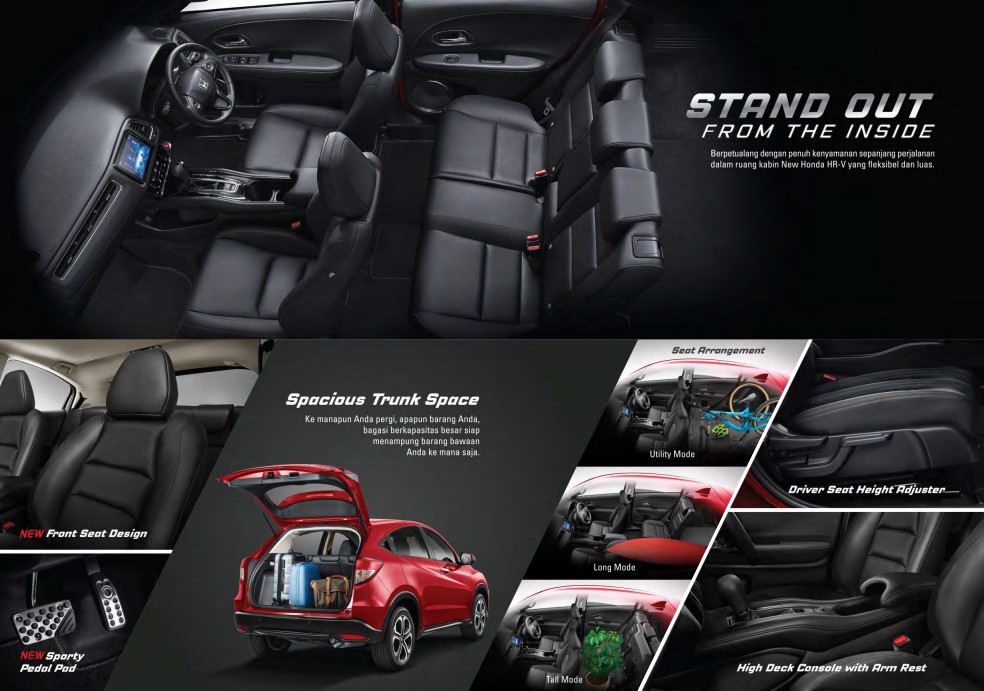 STAND OUT
FROM THE INSIDE
Berpetualang dengan penuh kenyamanan sepanjang perjalanan
dalam ruang kabin New Honda HR-V yang fleksibel dan luas.
NEW Front Seat Design
NEW Sporty
Pedal Pad
Spacious Trunk Space
Ke manapun Anda pergi, apapun barang Anda,
bagasi berkapasitas besar siap
menampung barang bawaan
Anda ke mana saja.
Seat Arrangement
Utility Mode
Long Mode
Tall Mode
Driver Seat Height Adjuster
High Deck Console with Arm Rest